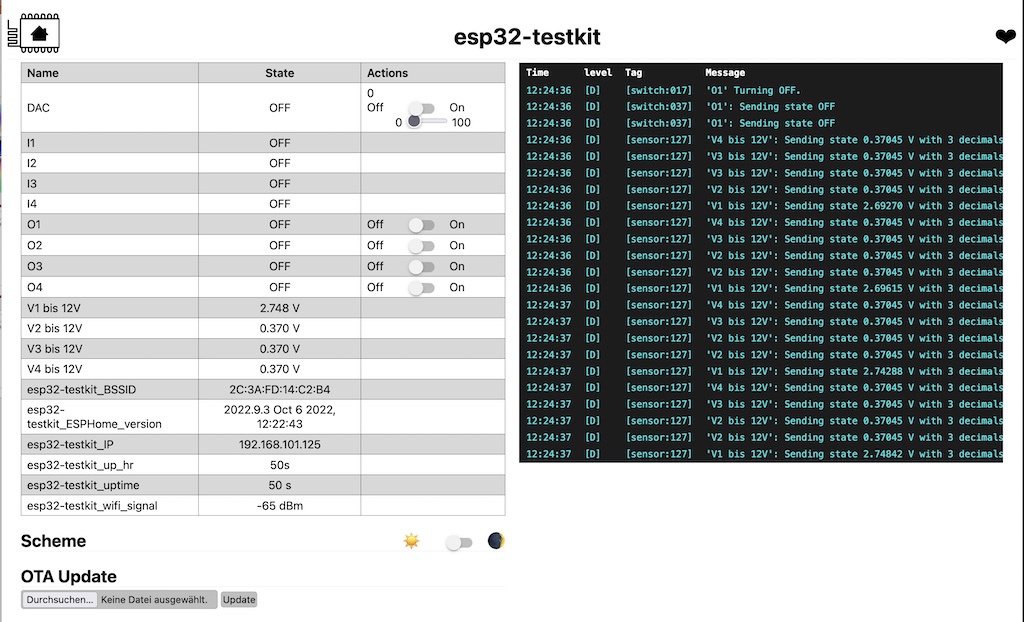 esp32-testkit
Name State Actions
DAC OFF 0
Off On
0 100
I1 OFF
I2 OFF
I3 OFF
I4 OFF
O1 OFF Off On
O2 OFF Off On
O3 OFF Off On
O4 OFF Off On
V1 bis 12V 2.748 V
V2 bis 12V 0.370 V
V3 bis 12V 0.370 V
V4 bis 12V 0.370 V
esp32-testkit_BSSID 2C:3A:FD:14:C2:B4
esp32- 2022.9.3 Oct 6 2022,
testkit_ESPHome_version 12:22:43
esp32-testkit_IP 192.168.101.125
esp32-testkit_up_hr 50s
esp32-testkit_uptime 50 s
esp32-testkit_wifi_signal -65 dBm
Scheme
OTA Update
Durchsuchen... Keine Datei ausgewählt. Update
Time level Tag Message
12:24:36 [D] [switch:017] 'O1' Turning OFF.
12:24:36 [D] [switch:037] 'O1': Sending state OFF
12:24:36 [D] [switch:037] 'O1': Sending state OFF
12:24:36 [D] [sensor:127] 'V4 bis 12V': Sending state 0.37045 V with 3 decimals
12:24:36 [D] [sensor:127] 'V3 bis 12V': Sending state 0.37045 V with 3 decimals
12:24:36 [D] [sensor:127] 'V3 bis 12V': Sending state 0.37045 V with 3 decimals
12:24:36 [D] [sensor:127] 'V2 bis 12V': Sending state 0.37045 V with 3 decimals
12:24:36 [D] [sensor:127] 'V1 bis 12V': Sending state 2.69270 V with 3 decimals
12:24:36 [D] [sensor:127] 'V4 bis 12V': Sending state 0.37045 V with 3 decimals
12:24:36 [D] [sensor:127] 'V3 bis 12V': Sending state 0.37045 V with 3 decimals
12:24:36 [D] [sensor:127] 'V2 bis 12V': Sending state 0.37045 V with 3 decimals
12:24:36 [D] [sensor:127] 'V2 bis 12V': Sending state 0.37045 V with 3 decimals
12:24:36 [D] [sensor:127] 'V1 bis 12V': Sending state 2.69615 V with 3 decimals
12:24:37 [D] [sensor:127] 'V4 bis 12V': Sending state 0.37045 V with 3 decimals
12:24:37 [D] [sensor:127] 'V3 bis 12V': Sending state 0.37045 V with 3 decimals
12:24:37 [D] [sensor:127] 'V2 bis 12V': Sending state 0.37045 V with 3 decimals
12:24:37 [D] [sensor:127] 'V2 bis 12V': Sending state 0.37045 V with 3 decimals
12:24:37 [D] [sensor:127] 'V1 bis 12V': Sending state 2.74288 V with 3 decimals
12:24:37 [D] [sensor:127] 'V4 bis 12V': Sending state 0.37045 V with 3 decimals
12:24:37 [D] [sensor:127] 'V3 bis 12V': Sending state 0.37045 V with 3 decimals
12:24:37 [D] [sensor:127] 'V2 bis 12V': Sending state 0.37045 V with 3 decimals
12:24:37 [D] [sensor:127] 'V2 bis 12V': Sending state 0.37045 V with 3 decimals
12:24:37 [D] [sensor:127] 'V1 bis 12V': Sending state 2.74842 V with 3 decimals